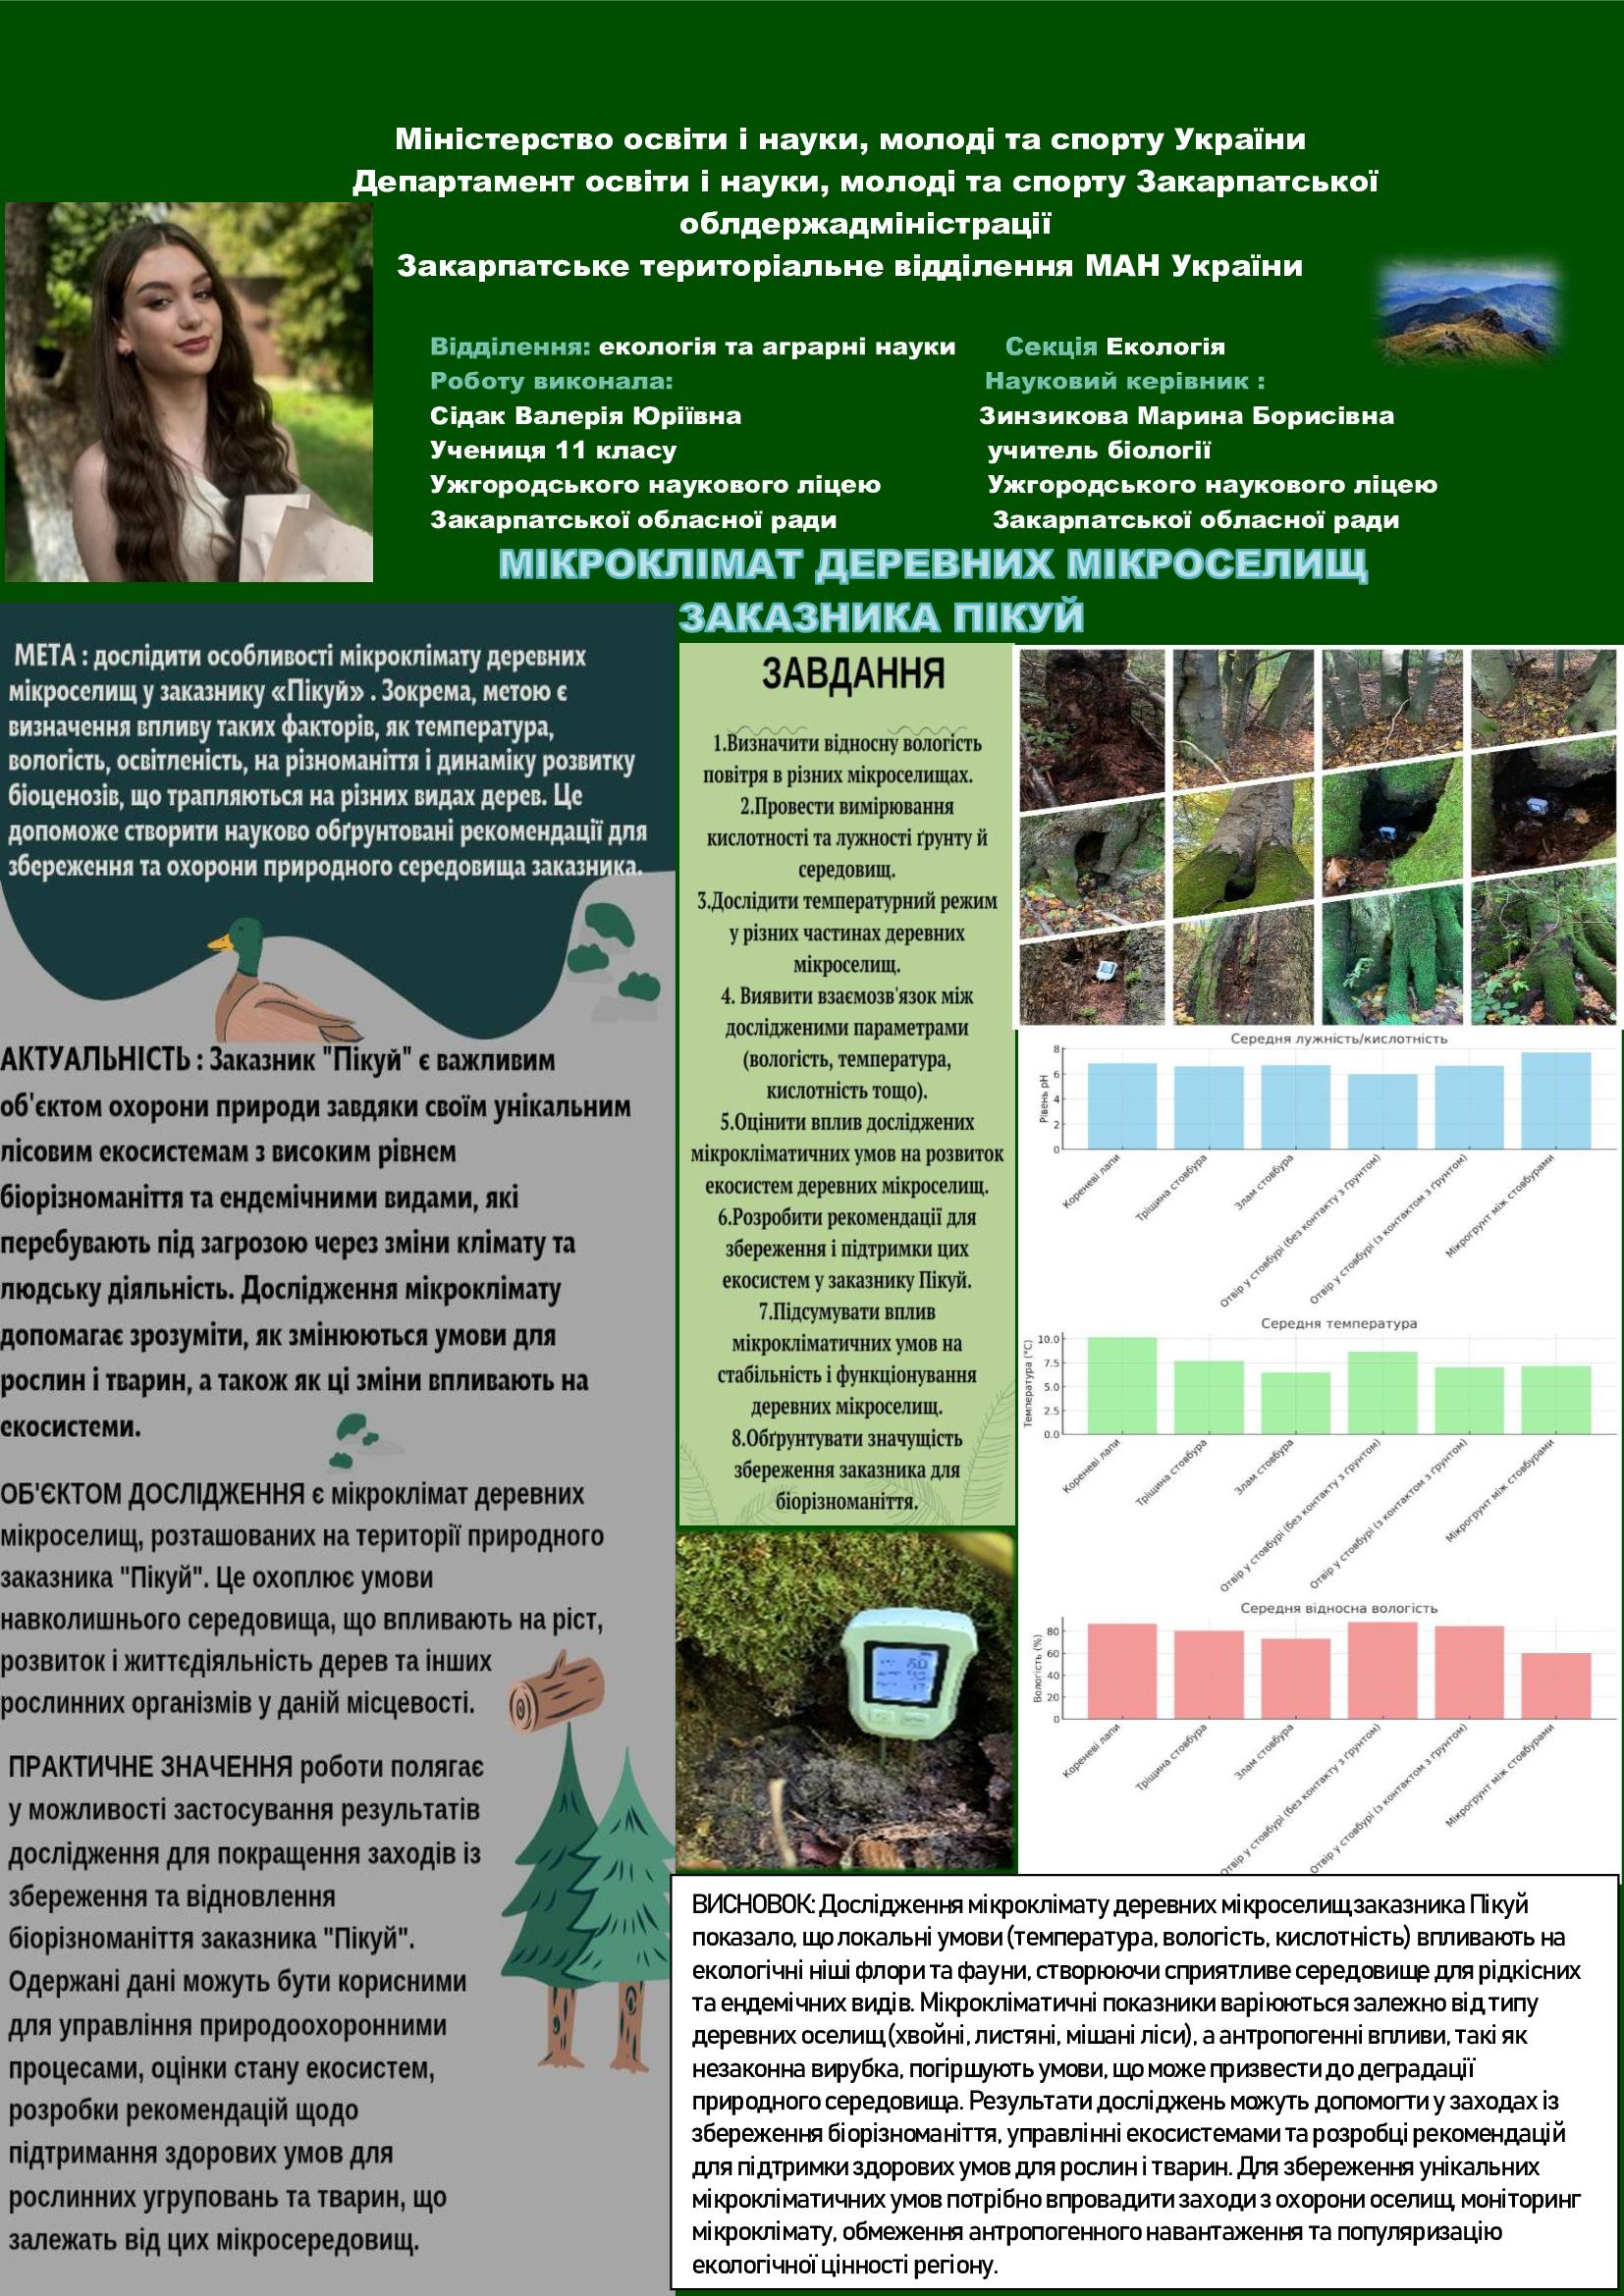 Міністерство освіти і науки, молоді та спорту України
Департамент освіти і науки, молоді та спорту Закарпатської
облдержадміністрації
Закарпатське територіальне відділення МАН України
Відділення: екологія та аграрні науки Секція Екологія
Роботу виконала:
Сідак Валерія Юріївна
Учениця 11 класу
Ужгородського наукового ліцею
Закарпатської обласної ради
Науковий керівник :
Зинзикова Марина Борисівна
учитель біології
Ужгородського наукового ліцею
Закарпатської обласної ради
МІКРОКЛІМАТ ДЕРЕВНИХ МІКРОСЕЛИЩ
ЗАКАЗНИКА ПІКУЙ
МЕТА : дослідити особливості мікроклімату деревних
мікроселищ у заказнику «Пікуй» . Зокрема, метою є
визначення впливу таких факторів, як температура,
вологість, освітленість, на різноманіття і динаміку розвитку
біоценозів, що трапляються на різних видах дерев. Це
допоможе створити науково обґрунтовані рекомендації для
збереження та охорони природного середовища заказника.
АКТУАЛЬНІСТЬ : Заказник "Пікуй" є важливим
об'єктом охорони природи завдяки своїм унікальним
лісовим екосистемам з високим рівнем
біорізноманіття та ендемічними видами, які
перебувають під загрозою через зміни клімату та
людську діяльність. Дослідження мікроклімату
допомагає зрозуміти, як змінюються умови для
рослин і тварин, а також як ці зміни впливають на
екосистеми.
ОБ'ЄКТОМ ДОСЛІДЖЕННЯ є мікроклімат деревних
мікроселищ, розташованих на території природного
заказника "Пікуй". Це охоплює умови
навколишнього середовища, що впливають на ріст,
розвиток і життєдіяльність дерев та інших
рослинних організмів у даній місцевості.
ПРАКТИЧНЕ ЗНАЧЕННЯ роботи полягає
у можливості застосування результатів
дослідження для покращення заходів із
збереження та відновлення
біорізноманіття заказника "Пікуй".
Одержані дані можуть бути корисними
для управління природоохоронними
процесами, оцінки стану екосистем,
розробки рекомендацій щодо
підтримання здорових умов для
рослинних угруповань та тварин, що
залежать від цих мікросередовищ.
ЗАВДАННЯ
1.Визначити відносну вологість
повітря в різних мікроселищах.
2.Провести вимірювання
кислотності та лужності ґрунту й
середовищ.
3.Дослідити температурний режим
у різних частинах деревних
мікроселищ.
4. Виявити взаємозв'язок між
дослідженими параметрами
(вологість, температура,
кислотність тощо).
5.Оцінити вплив досліджених
мікрокліматичних умов на розвиток
екосистем деревних мікроселищ.
6.Розробити рекомендації для
збереження і підтримки цих
екосистем у заказнику Пікуй.
7.Підсумувати вплив
мікрокліматичних умов на
стабільність і функціонування
деревних мікроселищ.
8.Обґрунтувати значущість
збереження заказника для
біорізноманіття.
Середня лужність/кислотність
Рівень pH
8
6
4
2
0
Кореневі лапи
Тріщина стовбура
Злам стовбура
Отвір у стовбурі (без контакту з ґрунтом)
Отвір у стовбурі (з контактом з ґрунтом)
Мікрогрунт між стовбурами
Середня температура
Температура (°C)
10.0
7.5
5.0
2.5
0.0
Кореневі лапи
Тріщина стовбура
Злам стовбура
Отвір у стовбурі (без контакту з ґрунтом)
Отвір у стовбурі (з контактом з ґрунтом)
Мікрогрунт між стовбурами
Середня відносна вологість
Вологість (%)
80
60
40
20
0
Кореневі лапи
Тріщина стовбура
Злам стовбура
Отвір у стовбурі (без контакту з ґрунтом)
Отвір у стовбурі (з контактом з ґрунтом)
Мікрогрунт між стовбурами
ВИСНОВОК: Дослідження мікроклімату деревних мікроселищ заказника Пікуй
показало, що локальні умови (температура, вологість, кислотність) впливають на
екологічні ніші флори та фауни, створюючи сприятливе середовище для рідкісних
та ендемічних видів. Мікрокліматичні показники варіюються залежно від типу
деревних оселищ (хвойні, листяні, мішані ліси), а антропогенні впливи, такі як
незаконна вирубка, погіршують умови, що може призвести до деградації
природного середовища. Результати досліджень можуть допомогти у заходах із
збереження біорізноманіття, управлінні екосистемами та розробці рекомендацій
для підтримки здорових умов для рослин і тварин. Для збереження унікальних
мікрокліматичних умов потрібно впровадити заходи з охорони оселищ, моніторинг
мікроклімату, обмеження антропогенного навантаження та популяризацію
екологічної цінності регіону.